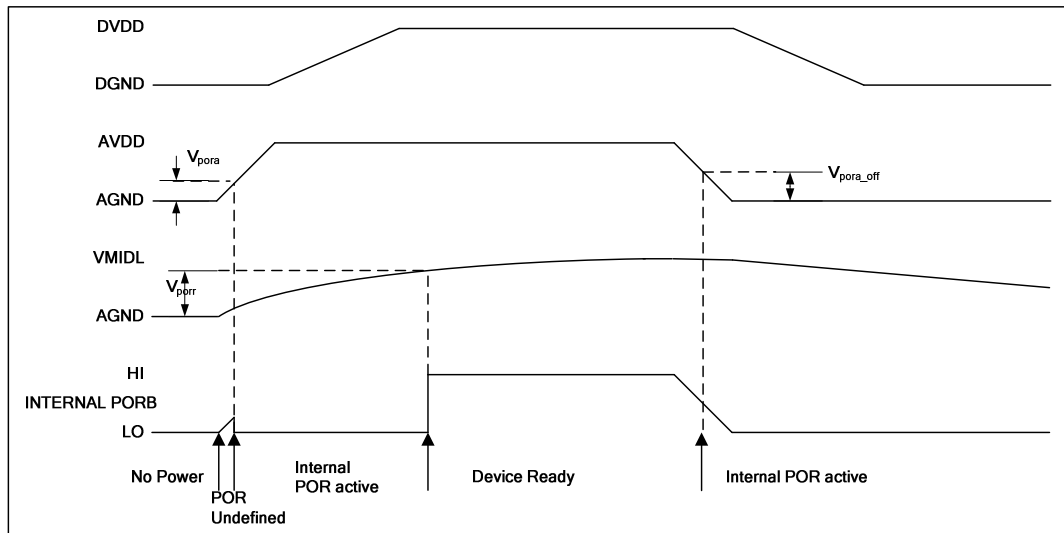 DVDD
DGND
AVDD
Vpora
Vpora_off
AGND
VMIDL
Vporr
AGND
HI
INTERNAL PORB
LO
No Power
POR
Undefined
Internal
POR active
Device Ready
Internal POR active